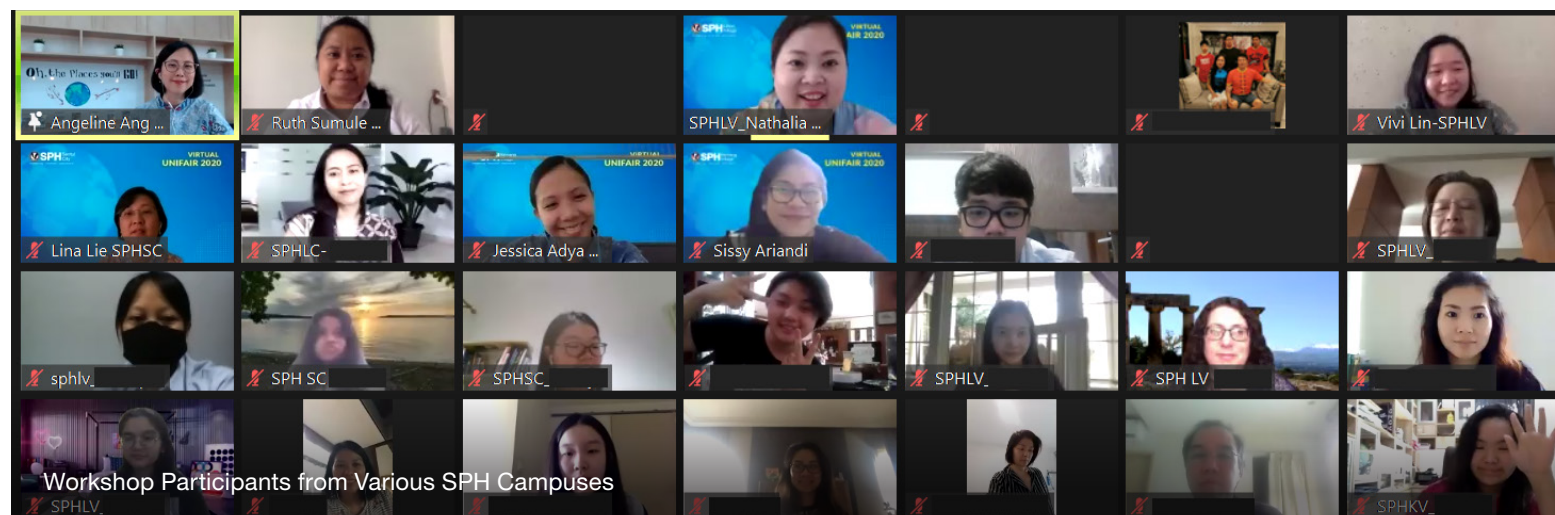 SPH
VIRTUAL
AIR 2020
Oh, the Places you'll Go!
Angeline Ang ...
Ruth Sumule ...
SPHLV_Nathalia ...
Vivi Lin-SPHLV
SPH
VIRTUAL
UNIFAIR 2020
VIRTUAL
UNIFAIR 2020
SPH
VIRTUAL
UNIFAIR 2020
Lina Lie SPHSC
SPHLC-
Jessica Adya ...
Sissy Ariandi
SPHLV_
sphlv_
SPH SC
SPHSC_
SPHLV_
SPH LV
Workshop Participants from Various SPH Campuses
SPHLV_
SPHKV_